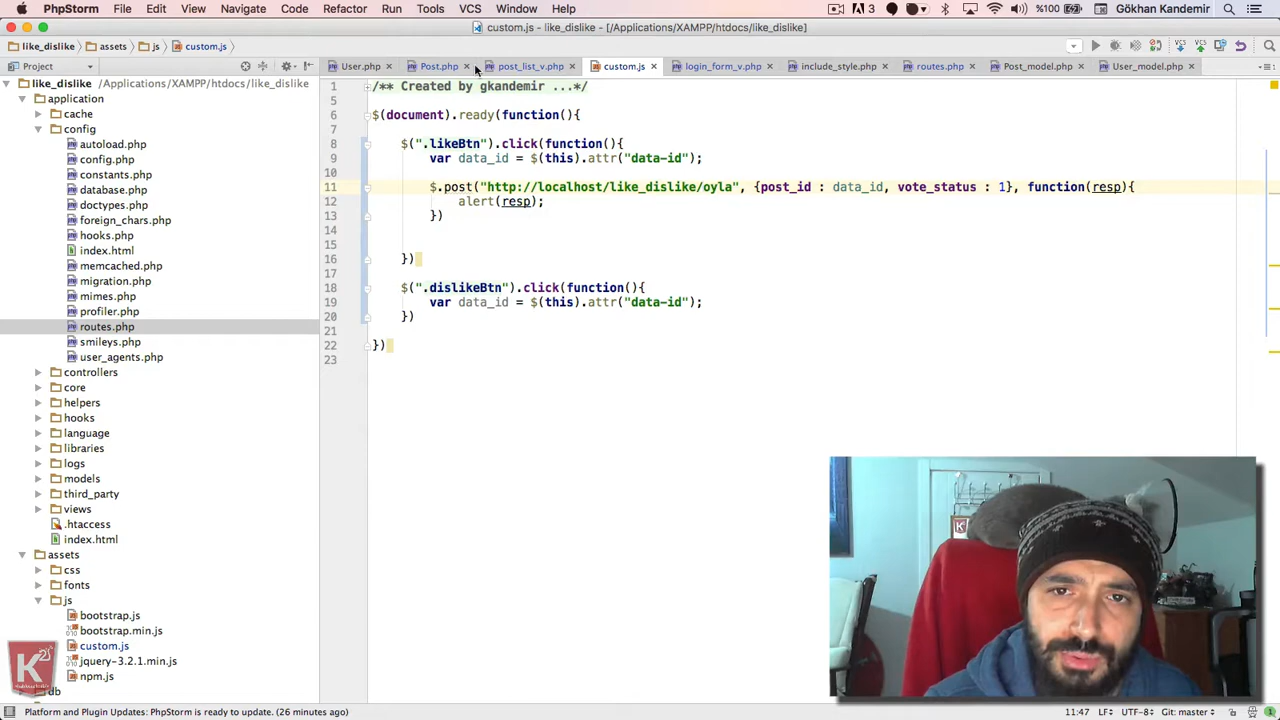 PhpStorm File Edit View Navigate Code Refactor Run Tools VCS Window Help 3 %100 Gökhan Kandemir
custom.js - like_dislike - [/Applications/XAMPP/htdocs/like_dislike]
like_dislike assets js custom.js
Project
User.php Post.php post_list_v.php custom.js login_form_v.php include_style.php routes.php Post_model.php User_model.php
like_dislike /Applications/XAMPP/htdocs/like_dislike
application
cache
config
autoload.php
config.php
constants.php
database.php
doctypes.php
foreign_chars.php
hooks.php
index.html
memcached.php
migration.php
mimes.php
profiler.php
routes.php
smileys.php
user_agents.php
controllers
core
helpers
hooks
language
libraries
logs
models
third_party
views
.htaccess
index.html
assets
css
fonts
js
bootstrap.js
bootstrap.min.js
custom.js
jquery-3.2.1.min.js
npm.js
db
1 /** Created by gkandemir ...*/
5
6 $(document).ready(function(){
7
8 $(".likeBtn").click(function(){
9 var data_id = $(this).attr("data-id");
10
11 $.post("http://localhost/like_dislike/oyla", {post_id : data_id, vote_status : 1}, function(resp){
12 alert(resp);
13 })
14
15
16 })
17
18 $(".dislikeBtn").click(function(){
19 var data_id = $(this).attr("data-id");
20 })
21
22 })
23
K
Platform and Plugin Updates: PhpStorm is ready to update. (26 minutes ago) 11:47 LF UTF-8 Git: master 1